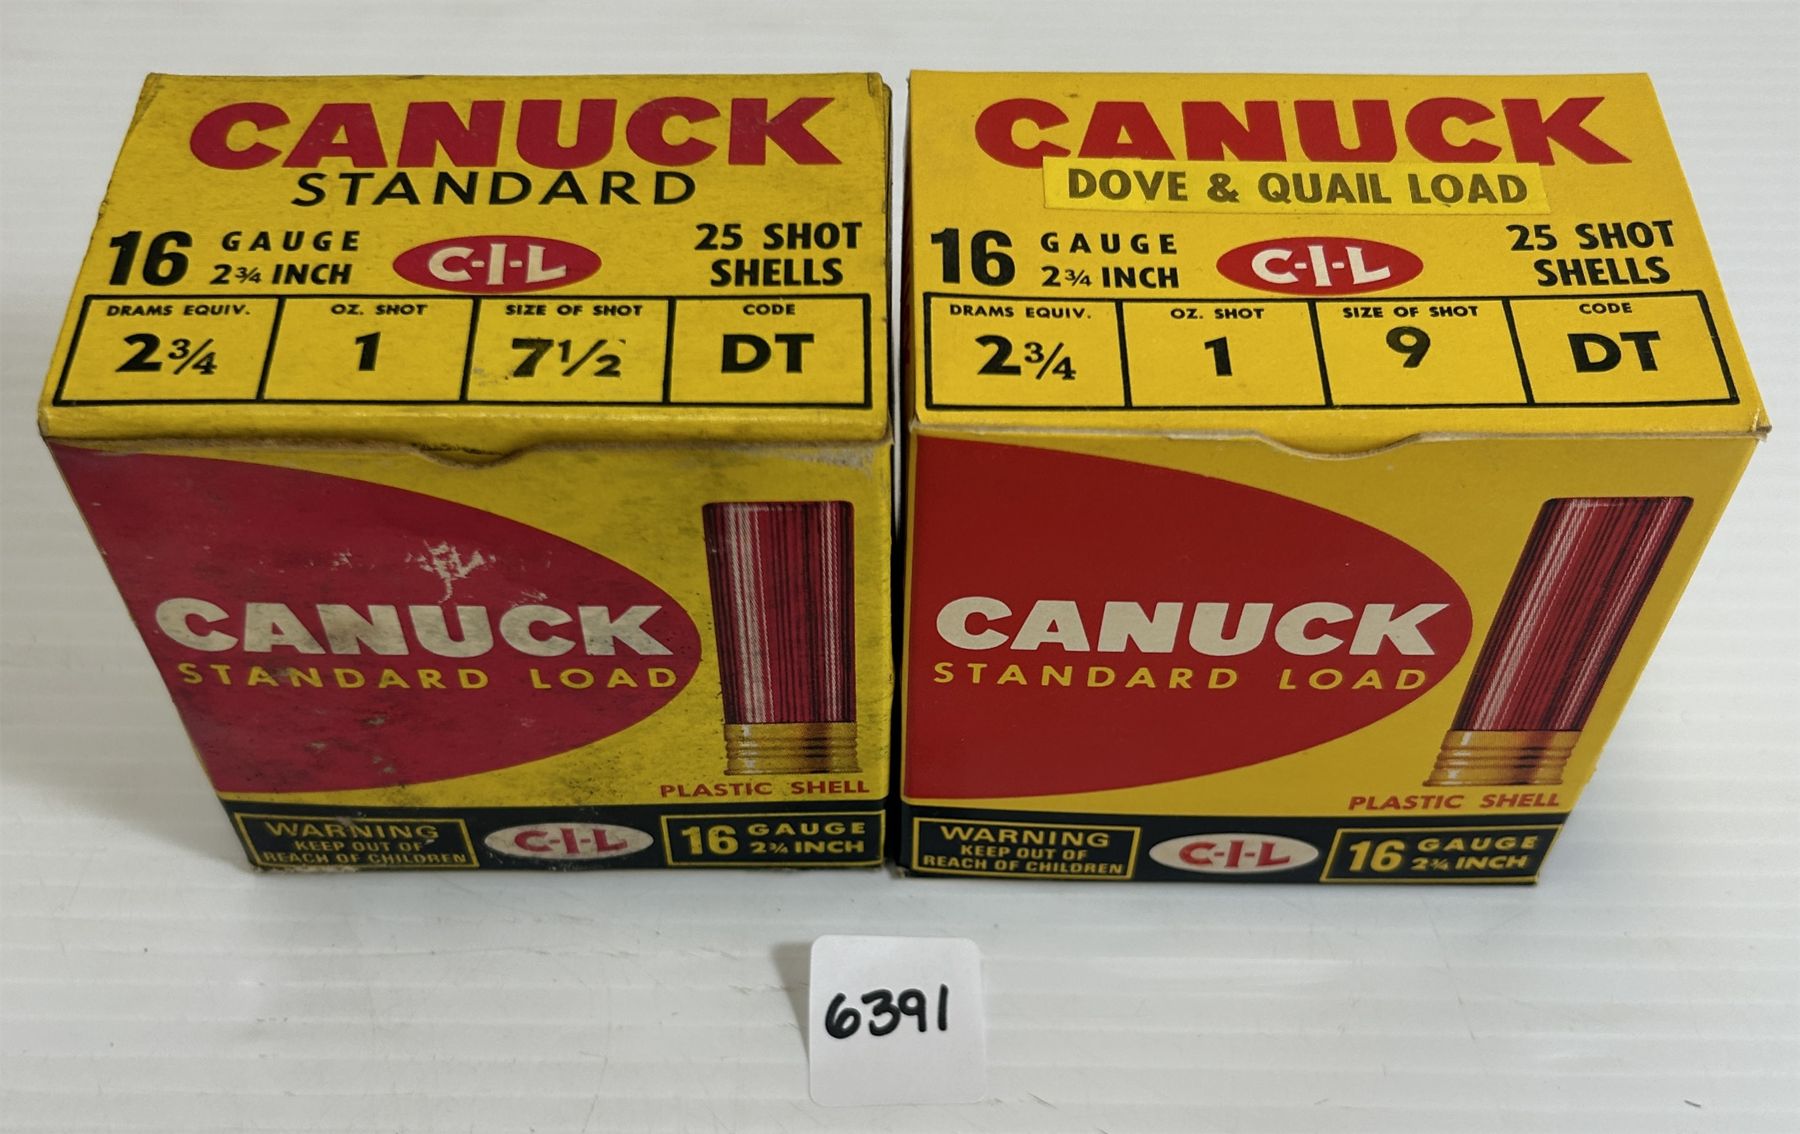 CANUCK
STANDARD
16 GAUGE 2¾ INCH
C-I-L
25 SHOT SHELLS
DRAMS EQUIV. OZ. SHOT SIZE OF SHOT CODE
2¾ 1 7½ DT
CANUCK
STANDARD LOAD
PLASTIC SHELL
WARNING
KEEP OUT OF
REACH OF CHILDREN
C-I-L
16 GAUGE 2¾ INCH
CANUCK
DOVE & QUAIL LOAD
16 GAUGE 2¾ INCH
C-I-L
25 SHOT SHELLS
DRAMS EQUIV. OZ. SHOT SIZE OF SHOT CODE
2¾ 1 9 DT
CANUCK
STANDARD LOAD
PLASTIC SHELL
WARNING
KEEP OUT OF
REACH OF CHILDREN
C-I-L
16 GAUGE 2¾ INCH
6391